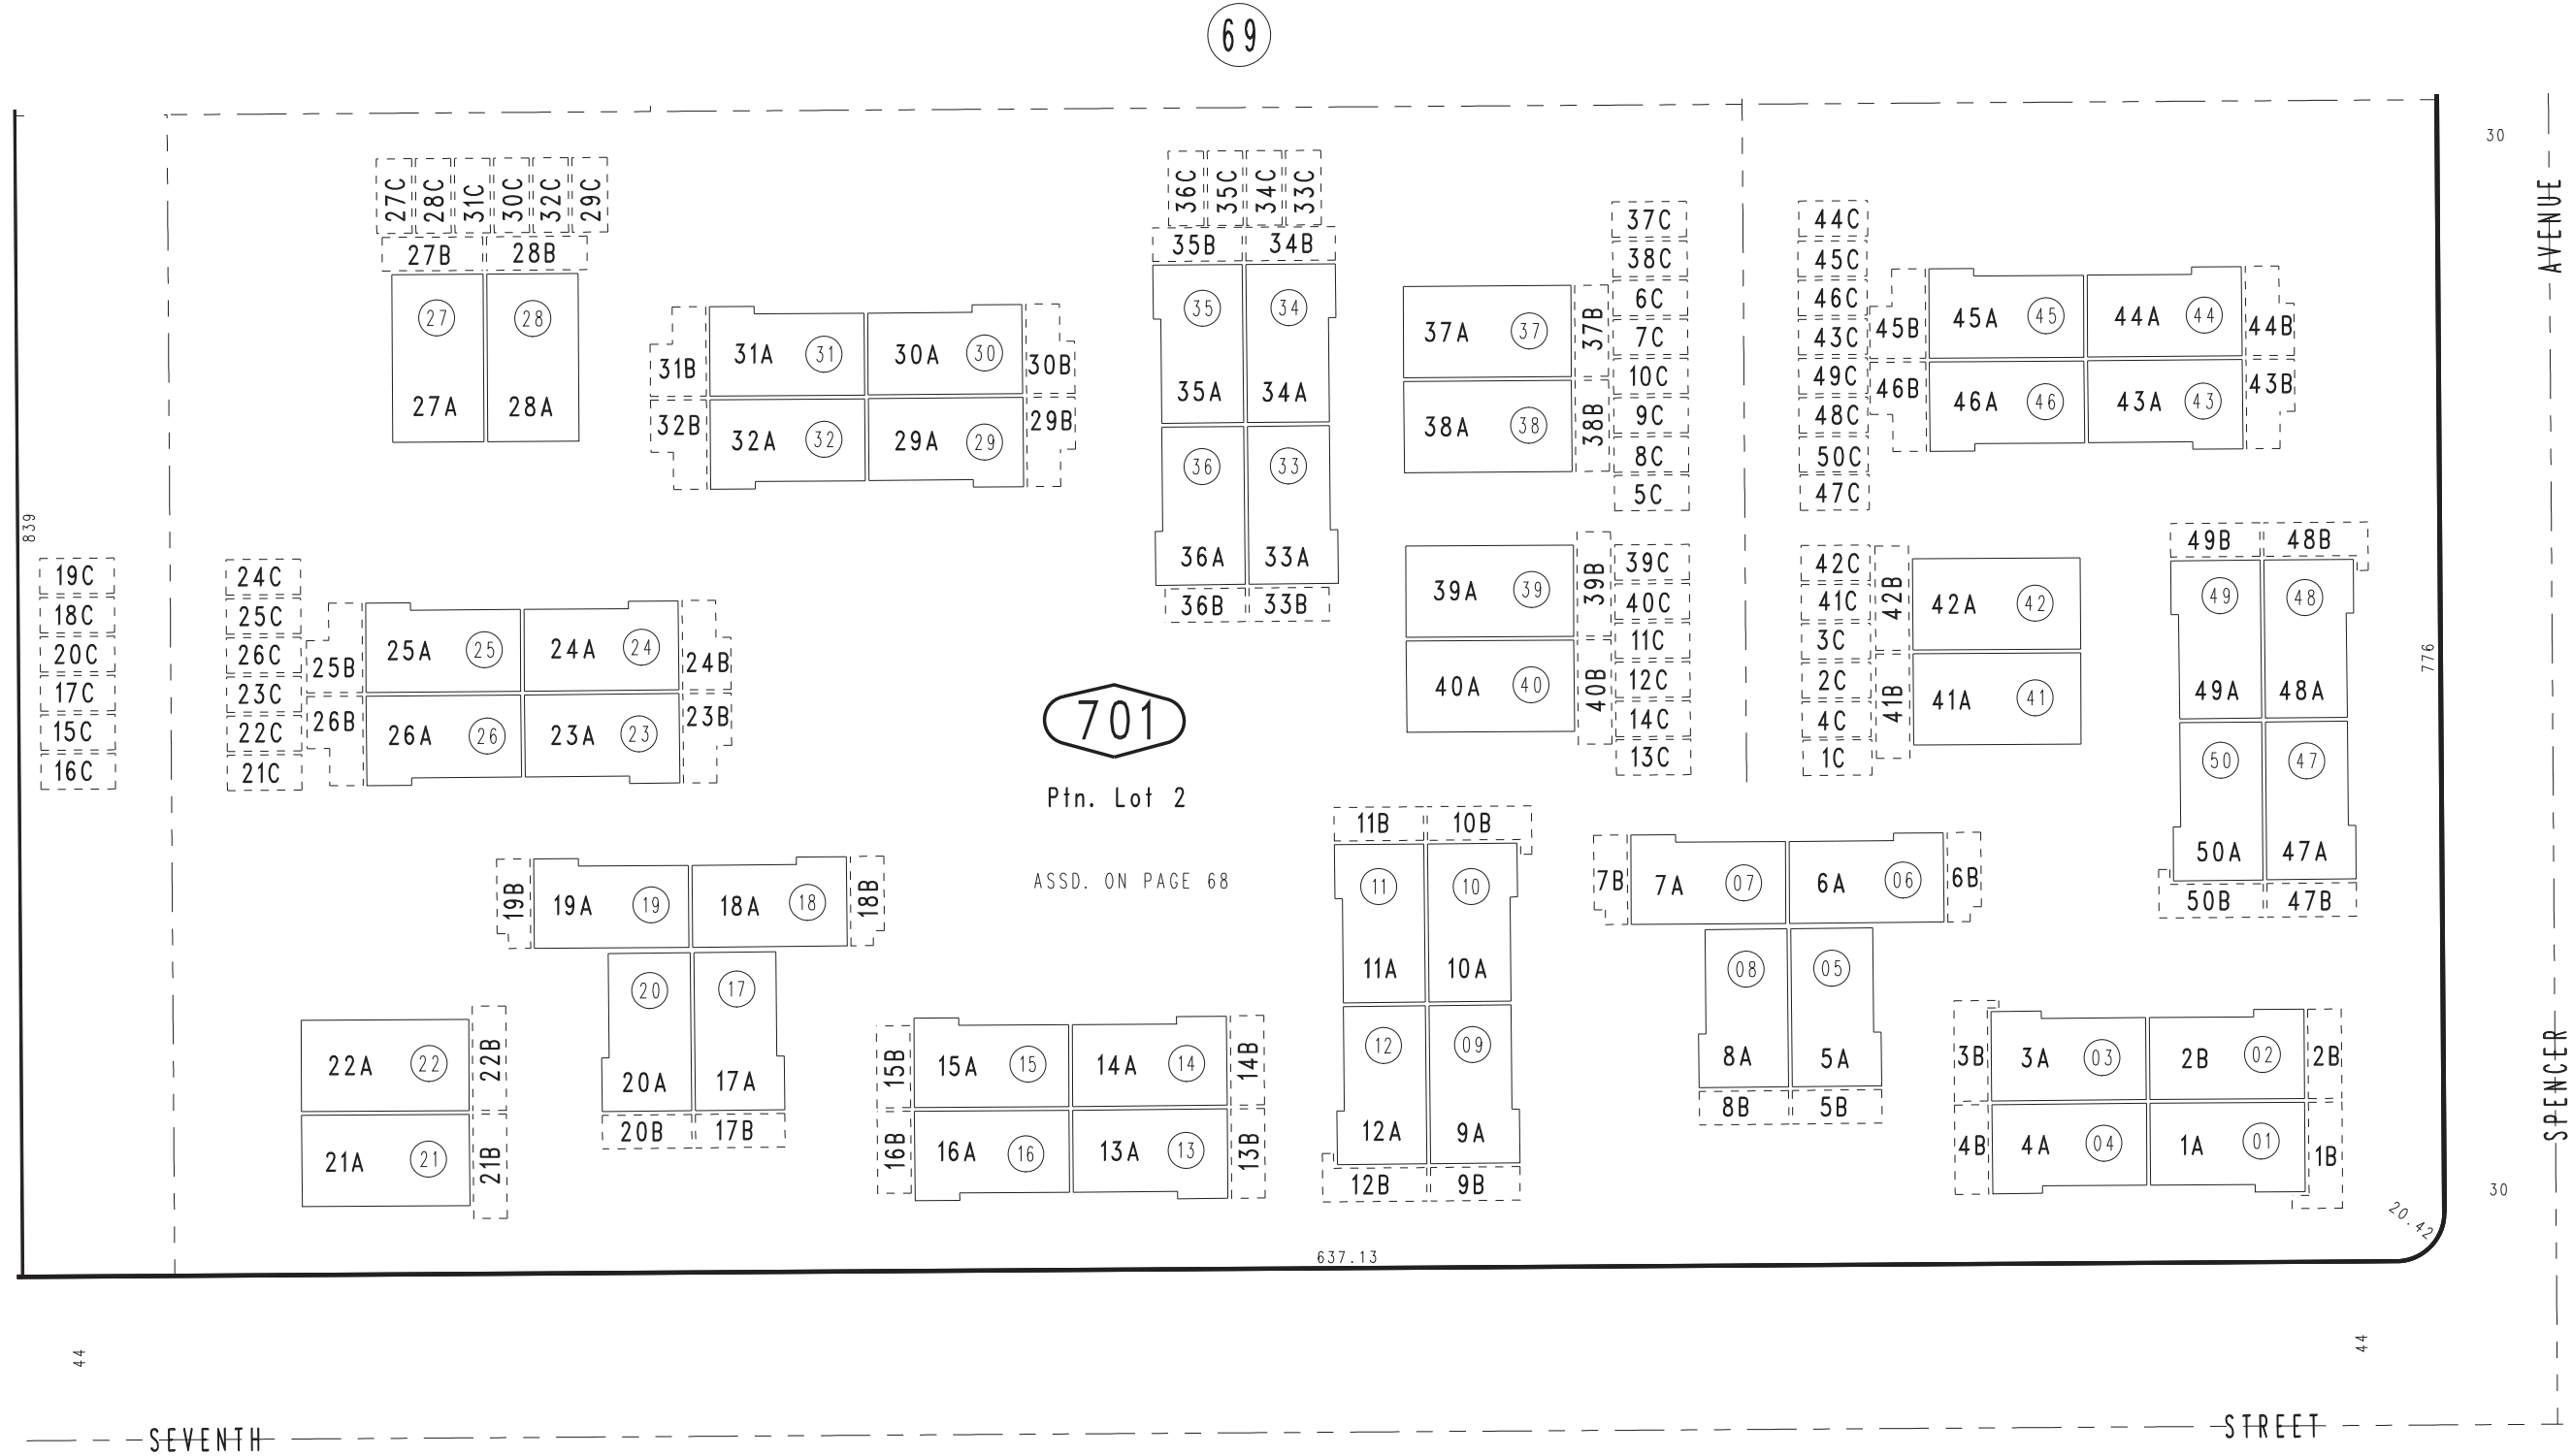 69
30
AVENUE
27C 28C 31C 30C 32C 29C
27B 28B
27 28
27A 28A
31B 31A 31 30A 30 30B
32B 32A 32 29A 29 29B
36C 35C 34C 33C
35B 34B
35 34
35A 34A
36 33
36A 33A
36B 33B
37A 37 37B
38A 38 38B
37C
38C
6C
7C
10C
9C
8C
5C
44C
45C
46C
43C
49C
48C
50C
47C
45B 45A 45 44A 44 44B
46B 46A 46 43A 43 43B
839
19C
18C
20C
17C
15C
16C
24C
25C
26C
23C
22C
21C
25B 25A 25 24A 24 24B
26B 26A 26 23A 23 23B
701
Ptn. Lot 2
ASSD. ON PAGE 68
39A 39 39B
40A 40 40B
39C
40C
11C
12C
14C
13C
42C
41C
3C
2C
4C
1C
42B 42A 42
41B 41A 41
49B 48B
49 48
49A 48A
50 47
50A 47A
50B 47B
776
19B 19A 19 18A 18 18B
20 17
20A 17A
20B 17B
22A 22 22B
21A 21 21B
15B 15A 15 14A 14 14B
16B 16A 16 13A 13 13B
11B 10B
11 10
11A 10A
12 09
12A 9A
12B 9B
7B 7A 07 6A 06 6B
08 05
8A 5A
8B 5B
3B 3A 03 2B 02 2B
4B 4A 04 1A 01 1B
SPENCER
30
20.42
637.13
44
44
SEVENTH STREET